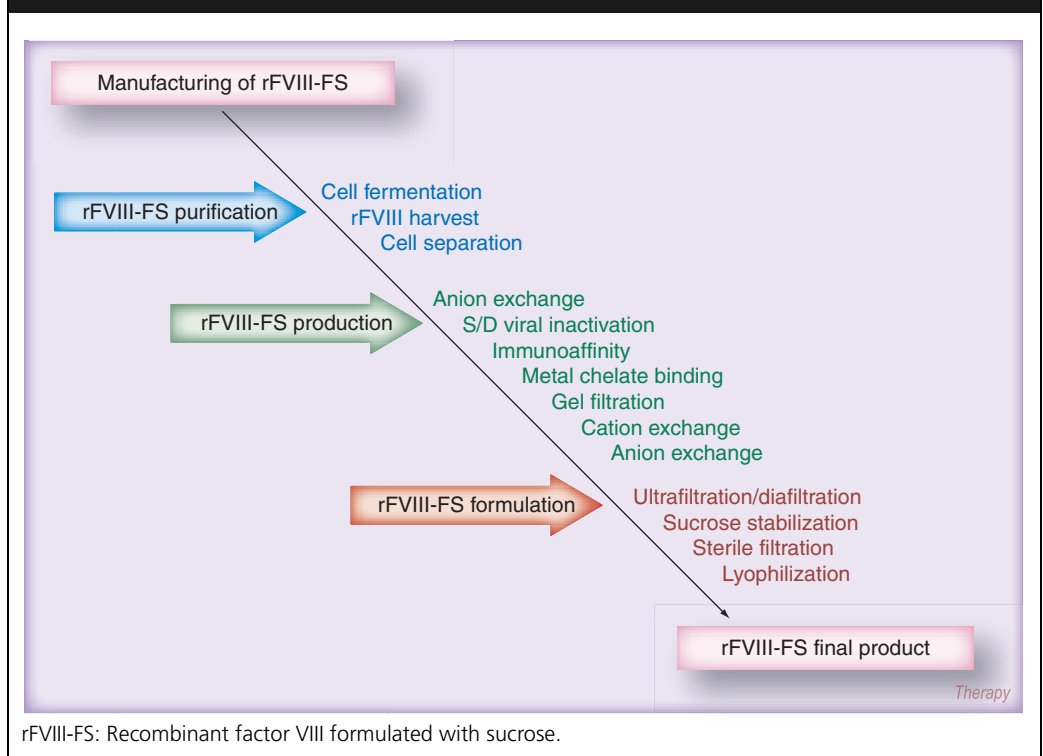 Manufacturing of rFVIII-FS
rFVIII-FS purification
Cell fermentation
rFVIII harvest
Cell separation
rFVIII-FS production
Anion exchange
S/D viral inactivation
Immunoaffinity
Metal chelate binding
Gel filtration
Cation exchange
Anion exchange
rFVIII-FS formulation
Ultrafiltration/diafiltration
Sucrose stabilization
Sterile filtration
Lyophilization
rFVIII-FS final product
Therapy
rFVIII-FS: Recombinant factor VIII formulated with sucrose.